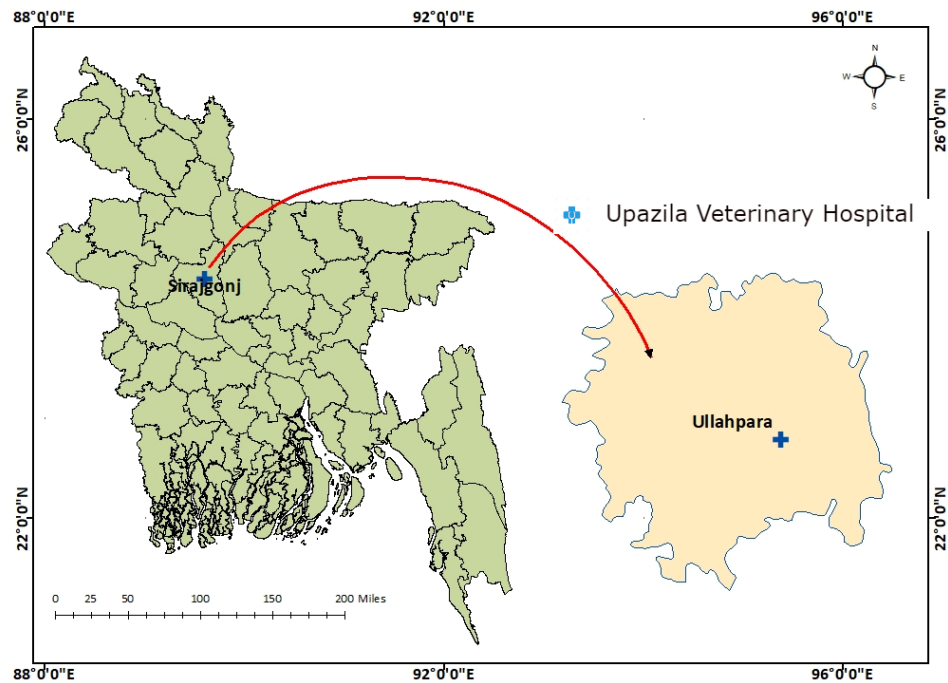 88°0'0"E 92°0'0"E 96°0'0"E
N
W E
S
26°0'0"N 26°0'0"N
Upazila Veterinary Hospital
Sirajgonj
Ullahpara
22°0'0"N 22°0'0"N
0 25 50 100 150 200 Miles
88°0'0"E 92°0'0"E 96°0'0"E